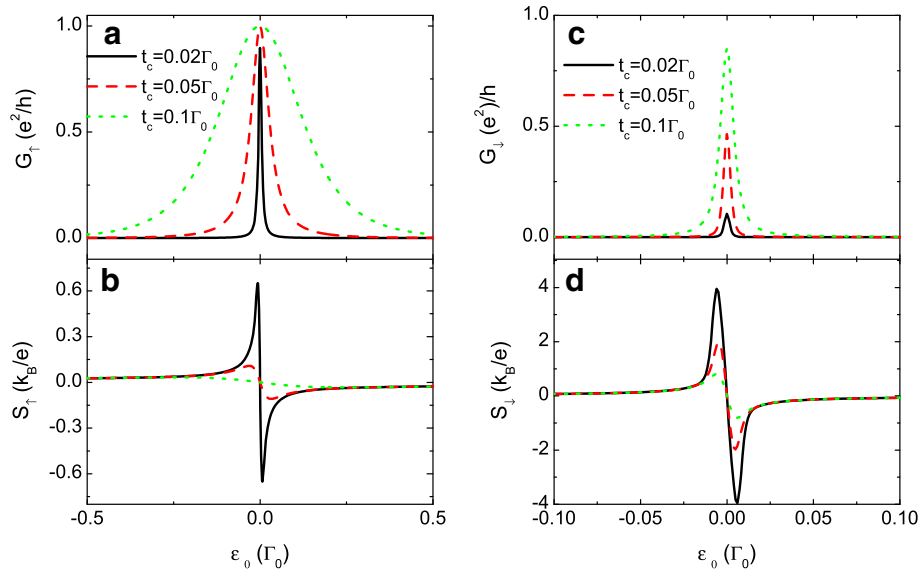 a
t_c=0.02Γ_0
t_c=0.05Γ_0
t_c=0.1Γ_0
G_↑ (e²/h)
1.0
0.5
0.0
b
S_↑ (k_B/e)
0.6
0.3
0.0
-0.3
-0.6
-0.5
0.0
0.5
ε_0 (Γ_0)
c
t_c=0.02Γ_0
t_c=0.05Γ_0
t_c=0.1Γ_0
G_↓ (e²)/h
1.0
0.5
0.0
d
S_↓ (k_B/e)
4
2
0
-2
-4
-0.10
-0.05
0.00
0.05
0.10
ε_0 (Γ_0)